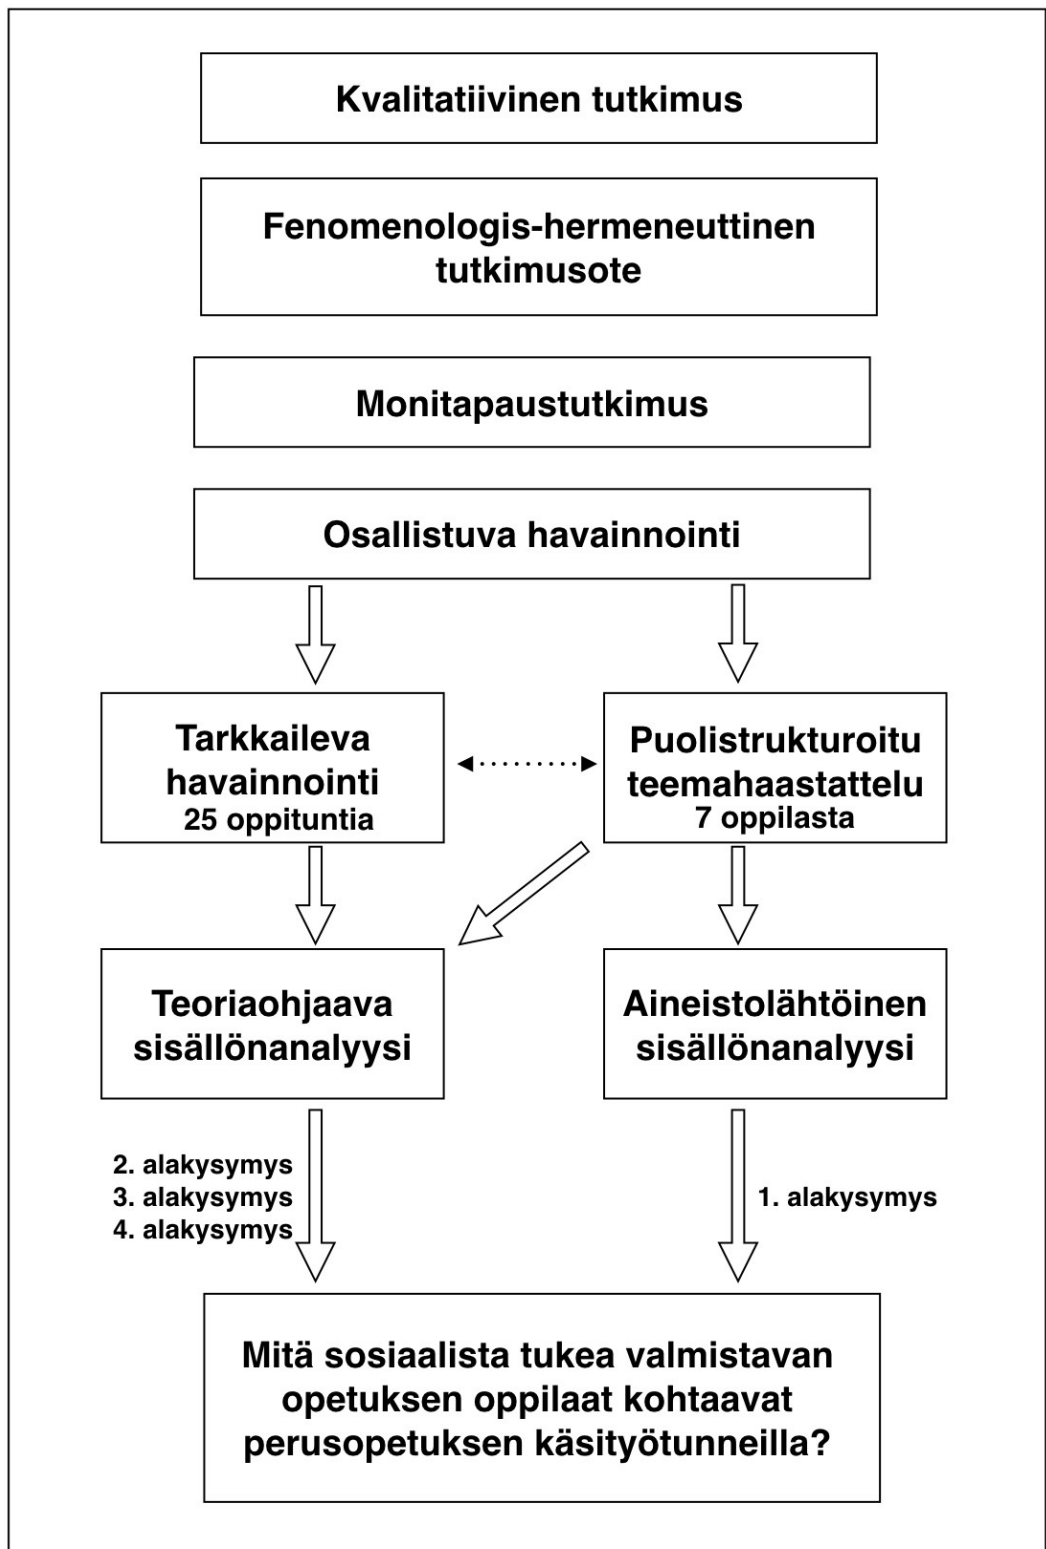 Kvalitatiivinen tutkimus
Fenomenologis-hermeneuttinen
tutkimusote
Monitapaustutkimus
Osallistuva havainnointi
Tarkkaileva
havainnointi
25 oppituntia
Puolistrukturoitu
teemahaastattelu
7 oppilasta
Teoriaohjaava
sisällönanalyysi
Aineistolähtöinen
sisällönanalyysi
2. alakysymys
3. alakysymys
4. alakysymys
1. alakysymys
Mitä sosiaalista tukea valmistavan
opetuksen oppilaat kohtaavat
perusopetuksen käsityötunneilla?